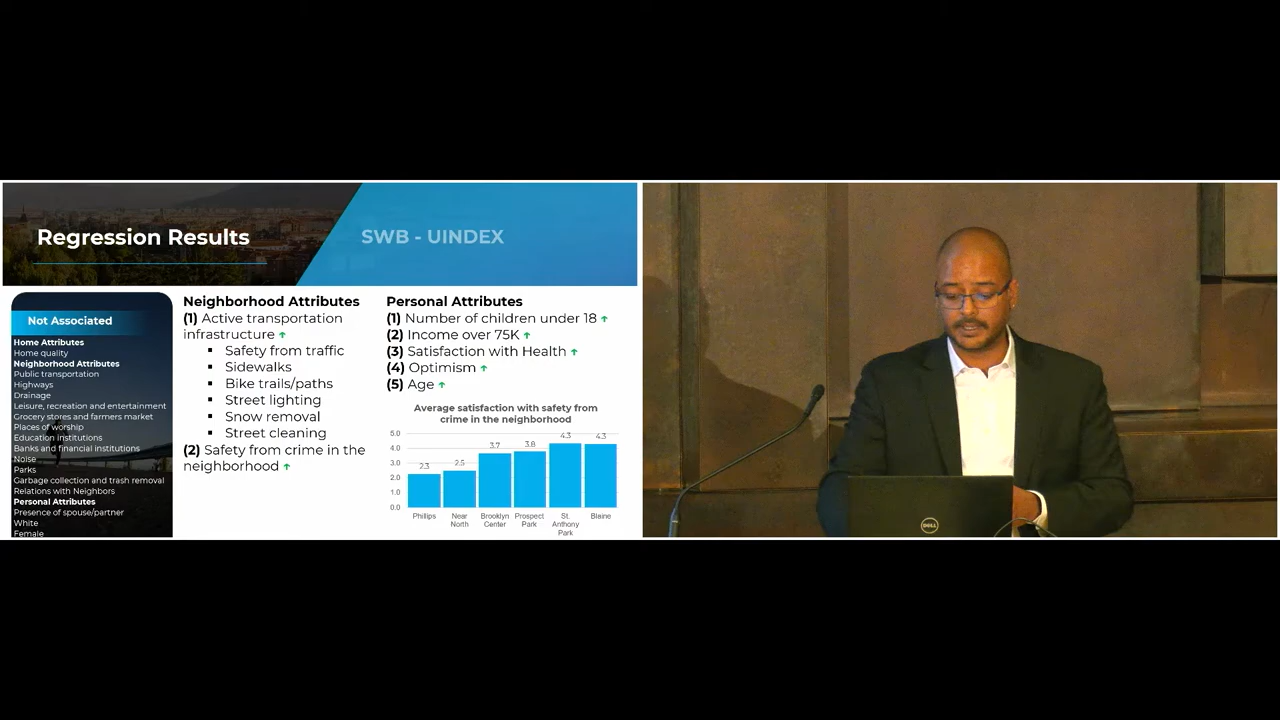 Regression Results
SWB - UINDEX
Not Associated
Home Attributes
Home quality
Neighborhood Attributes
Public transportation
Highways
Drainage
Leisure, recreation and entertainment
Grocery stores and farmers market
Places of worship
Education institutions
Banks and financial institutions
Noise
Parks
Garbage collection and trash removal
Relations with Neighbors
Personal Attributes
Presence of spouse/partner
White
Female
Neighborhood Attributes
(1) Active transportation
infrastructure ↑
▪ Safety from traffic
▪ Sidewalks
▪ Bike trails/paths
▪ Street lighting
▪ Snow removal
▪ Street cleaning
(2) Safety from crime in the
neighborhood ↑
Personal Attributes
(1) Number of children under 18 ↑
(2) Income over 75K ↑
(3) Satisfaction with Health ↑
(4) Optimism ↑
(5) Age ↑
Average satisfaction with safety from
crime in the neighborhood
5.0
4.0
3.0
2.0
1.0
0.0
2.3
2.5
3.7
3.8
4.3
4.3
Phillips
Near
North
Brooklyn
Center
Prospect
Park
St.
Anthony
Park
Blaine
DELL